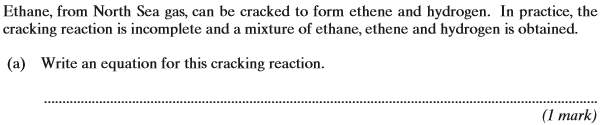 Ethane, from North Sea gas, can be cracked to form ethene and hydrogen. In practice, the
cracking reaction is incomplete and a mixture of ethane, ethene and hydrogen is obtained.
(a) Write an equation for this cracking reaction.
(1 mark)